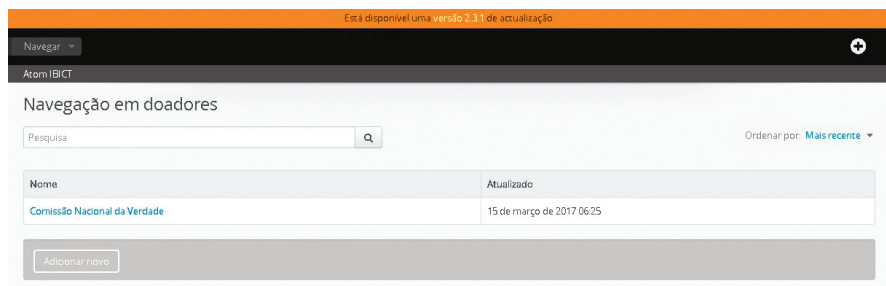 Está disponível uma versão 2.3.1 de actualização.
Navegar
Atom IBICT
Navegação em doadores
Pesquisa
Ordenar por: Mais recente
Nome Atualizado
Comissão Nacional da Verdade 15 de março de 2017 06:25
Adicionar novo